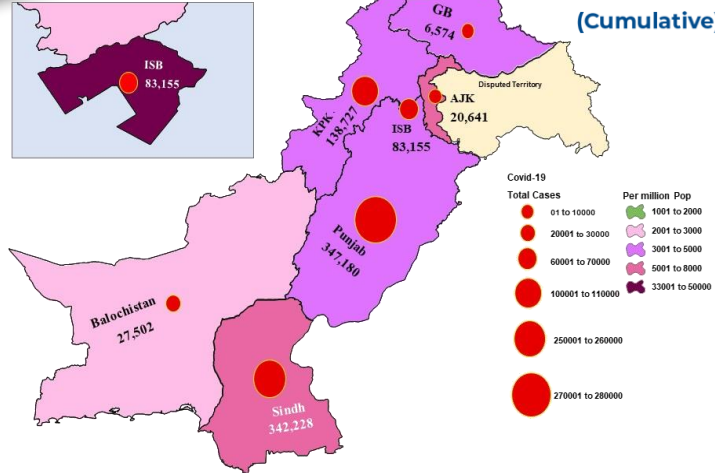 (Cumulative)
GB
6,574
ISB
83,155
Disputed Territory
AJK
20,641
KPK
138,727
ISB
83,155
Punjab
347,180
Balochistan
27,502
Sindh
342,228
Covid-19
Total Cases
01 to 10000
20001 to 30000
60001 to 70000
100001 to 110000
250001 to 260000
270001 to 280000
Per million Pop
1001 to 2000
2001 to 3000
3001 to 5000
5001 to 8000
33001 to 50000